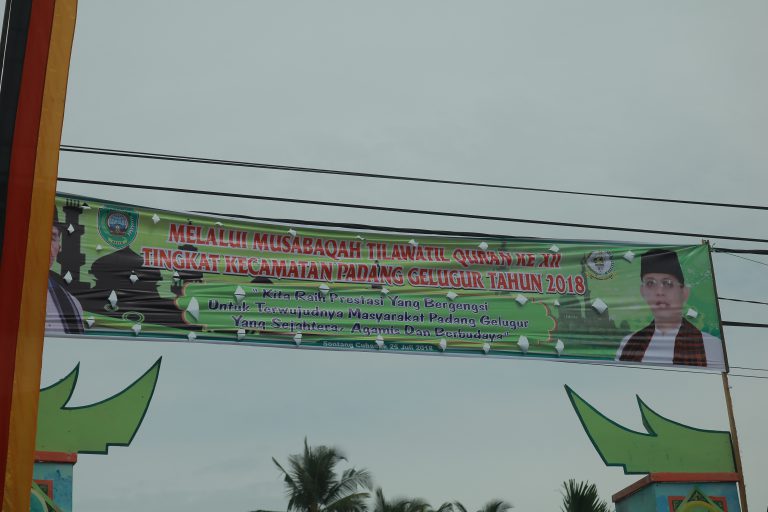 MELALUI MUSABAQAH TILAWATIL QURAN KE XII
TINGKAT KECAMATAN PADANG GELUGUR TAHUN 2018
"Kita Raih Prestasi Yang Bergengsi
Untuk Terwujudnya Masyarakat Padang Gelugur
Yang Sejahtera, Agamis Dan Berbudaya"
Sontang Cubadak 25 Juli 2018